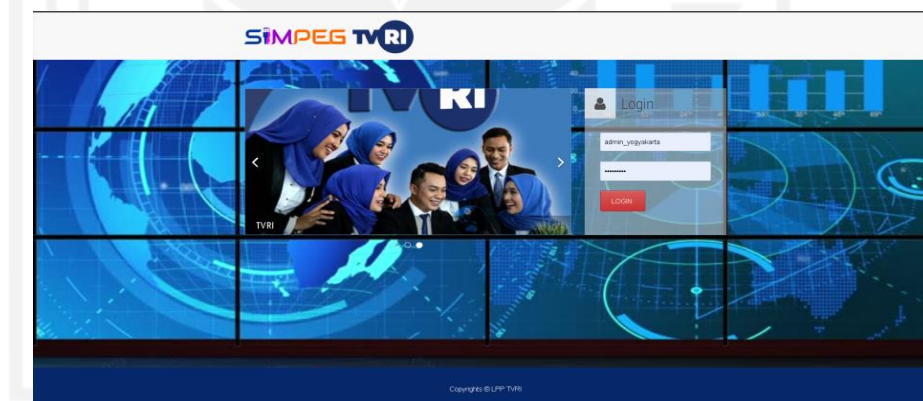 SiMPEG TVRI
TVRI
Login
admin_yogyakarta
LOGIN
TVRI
Copyrights © LPP TVRI